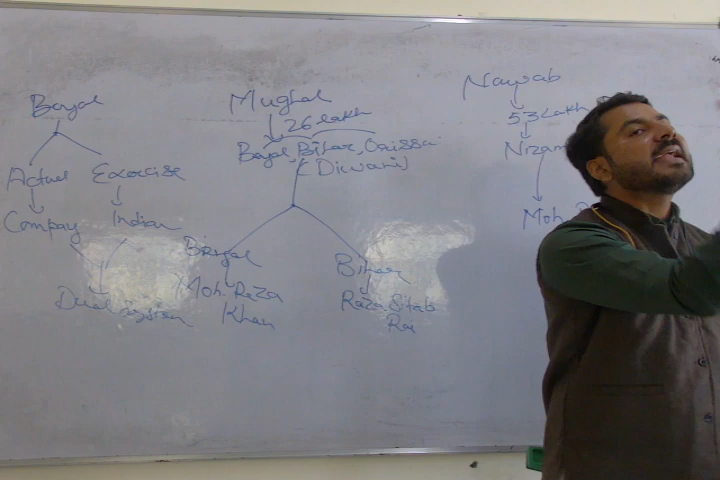 Bengal
Actual Exercise
Company Indian
Dual System
Mughal
26 lakh
Bengal, Bihar, Orissa
(Diwani)
Bengal Bihar
Moh. Reza
Khan
Raza Sitab
Rai
Nawab
53 Lakh
Nizam
Moh.